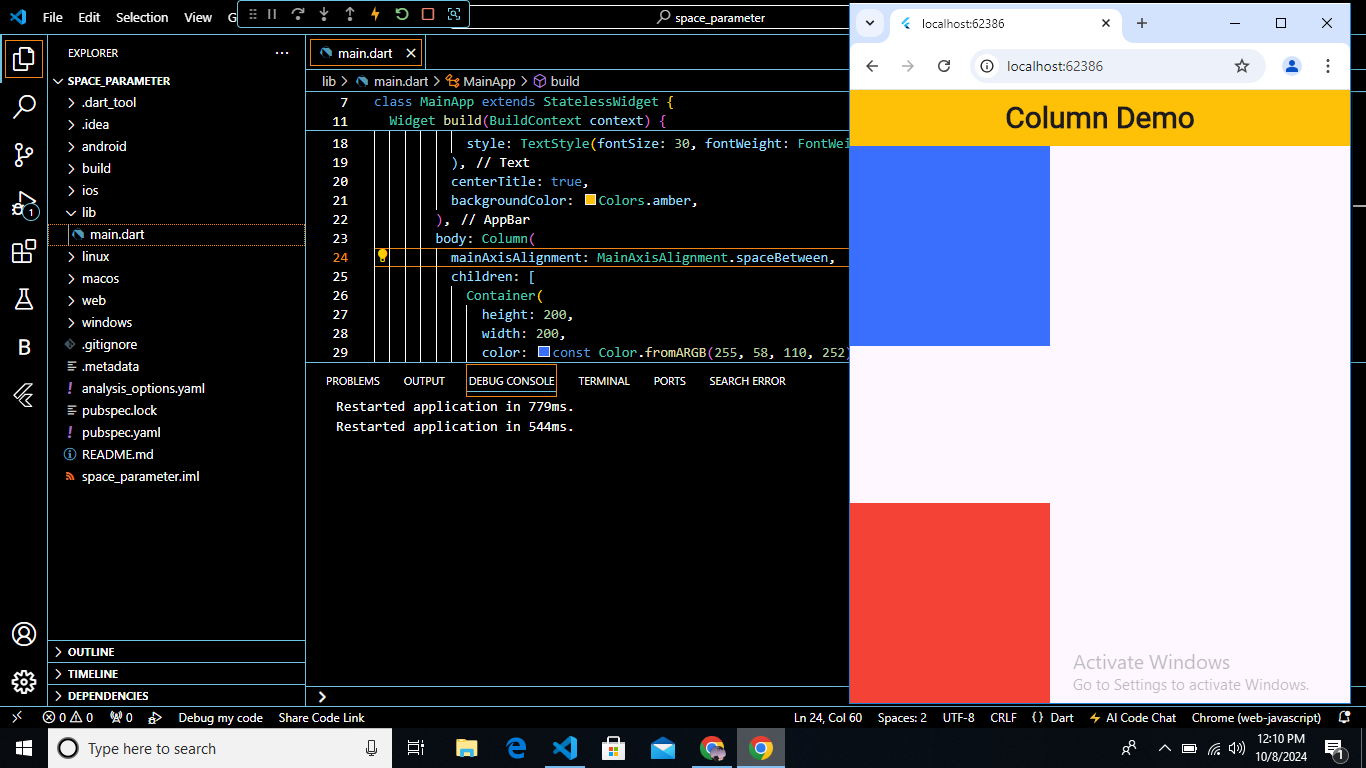 File Edit Selection View G
space_parameter
EXPLORER
SPACE_PARAMETER
.dart_tool
.idea
android
build
ios
lib
main.dart
linux
macos
web
windows
.gitignore
.metadata
analysis_options.yaml
pubspec.lock
pubspec.yaml
README.md
space_parameter.iml
OUTLINE
TIMELINE
DEPENDENCIES
1
B
main.dart
lib > main.dart > MainApp > build
7 class MainApp extends StatelessWidget {
11 Widget build(BuildContext context) {
18 style: TextStyle(fontSize: 30, fontWeight: FontWei
19 ), // Text
20 centerTitle: true,
21 backgroundColor: Colors.amber,
22 ), // AppBar
23 body: Column(
24 mainAxisAlignment: MainAxisAlignment.spaceBetween,
25 children: [
26 Container(
27 height: 200,
28 width: 200,
29 color: const Color.fromARGB(255, 58, 110, 252)
PROBLEMS OUTPUT DEBUG CONSOLE TERMINAL PORTS SEARCH ERROR
Restarted application in 779ms.
Restarted application in 544ms.
localhost:62386
localhost:62386
Column Demo
Activate Windows
Go to Settings to activate Windows.
0 0 0 Debug my code Share Code Link Ln 24, Col 60 Spaces: 2 UTF-8 CRLF {} Dart AI Code Chat Chrome (web-javascript)
Type here to search
12:10 PM
10/8/2024
1